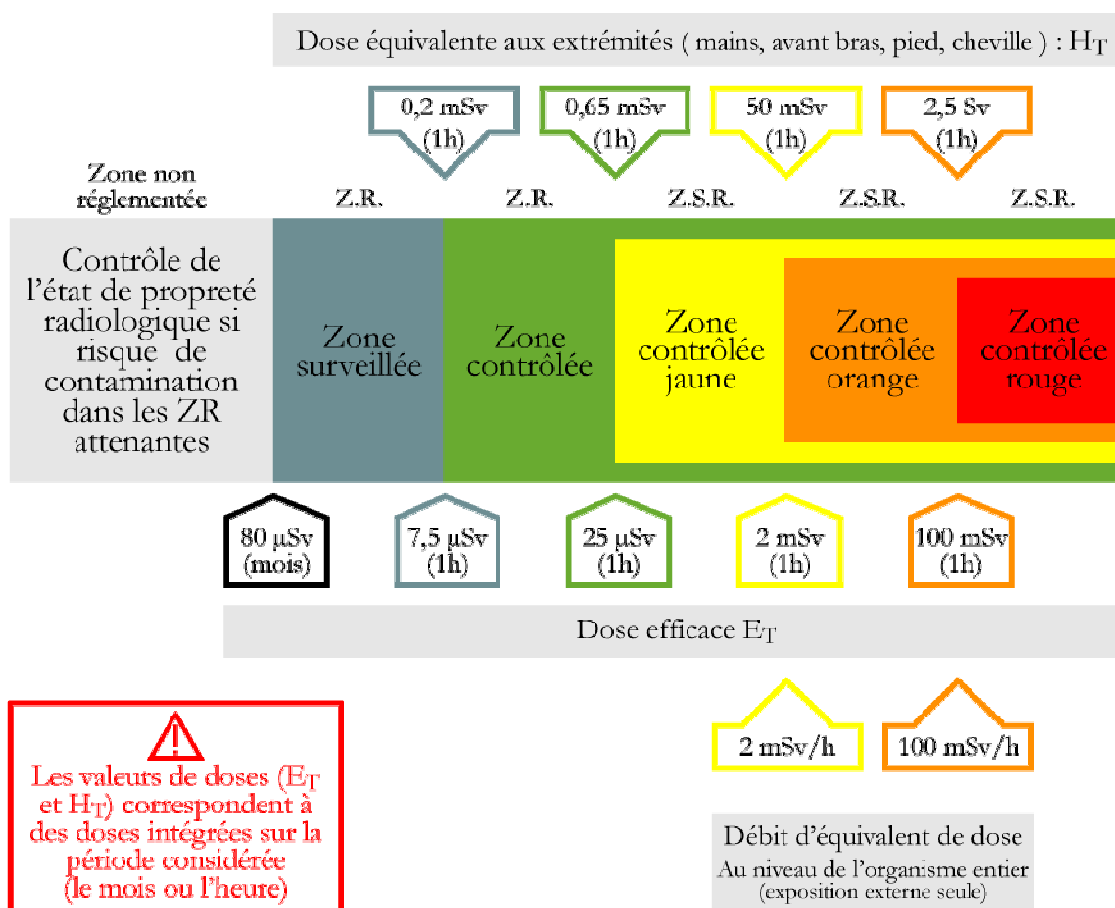 Dose équivalente aux extrémités ( mains, avant bras, pied, cheville ) : HT
0,2 mSv
(1h)
0,65 mSv
(1h)
50 mSv
(1h)
2,5 Sv
(1h)
Zone non
réglementée
Z.R.
Z.R.
Z.S.R.
Z.S.R.
Z.S.R.
Contrôle de
l'état de propreté
radiologique si
risque de
contamination
dans les ZR
attenantes
Zone
surveillée
Zone
contrôlée
Zone
contrôlée
jaune
Zone
contrôlée
orange
Zone
contrôlée
rouge
80 µSv
(mois)
7,5 µSv
(1h)
25 µSv
(1h)
2 mSv
(1h)
100 mSv
(1h)
Dose efficace ET
2 mSv/h
100 mSv/h
Les valeurs de doses (ET
et HT) correspondent à
des doses intégrées sur la
période considérée
(le mois ou l'heure)
Débit d'équivalent de dose
Au niveau de l'organisme entier
(exposition externe seule)